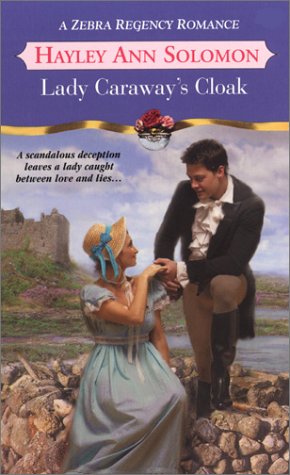 A ZEBRA REGENCY ROMANCE
HAYLEY ANN SOLOMON
Lady Caraway's Cloak
A scandalous deception
leaves a lady caught
between love and lies...